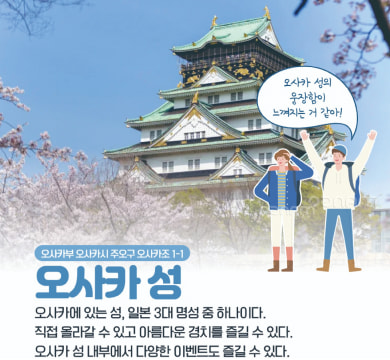 오사카 성의
웅장함이
느껴지는 거 같아!
오사카부 오사카시 주오구 오사카조 1-1
오사카 성
오사카에 있는 성, 일본 3대 명성 중 하나이다.
직접 올라갈 수 있고 아름다운 경치를 즐길 수 있다.
오사카 성 내부에서 다양한 이벤트도 즐길 수 있다.